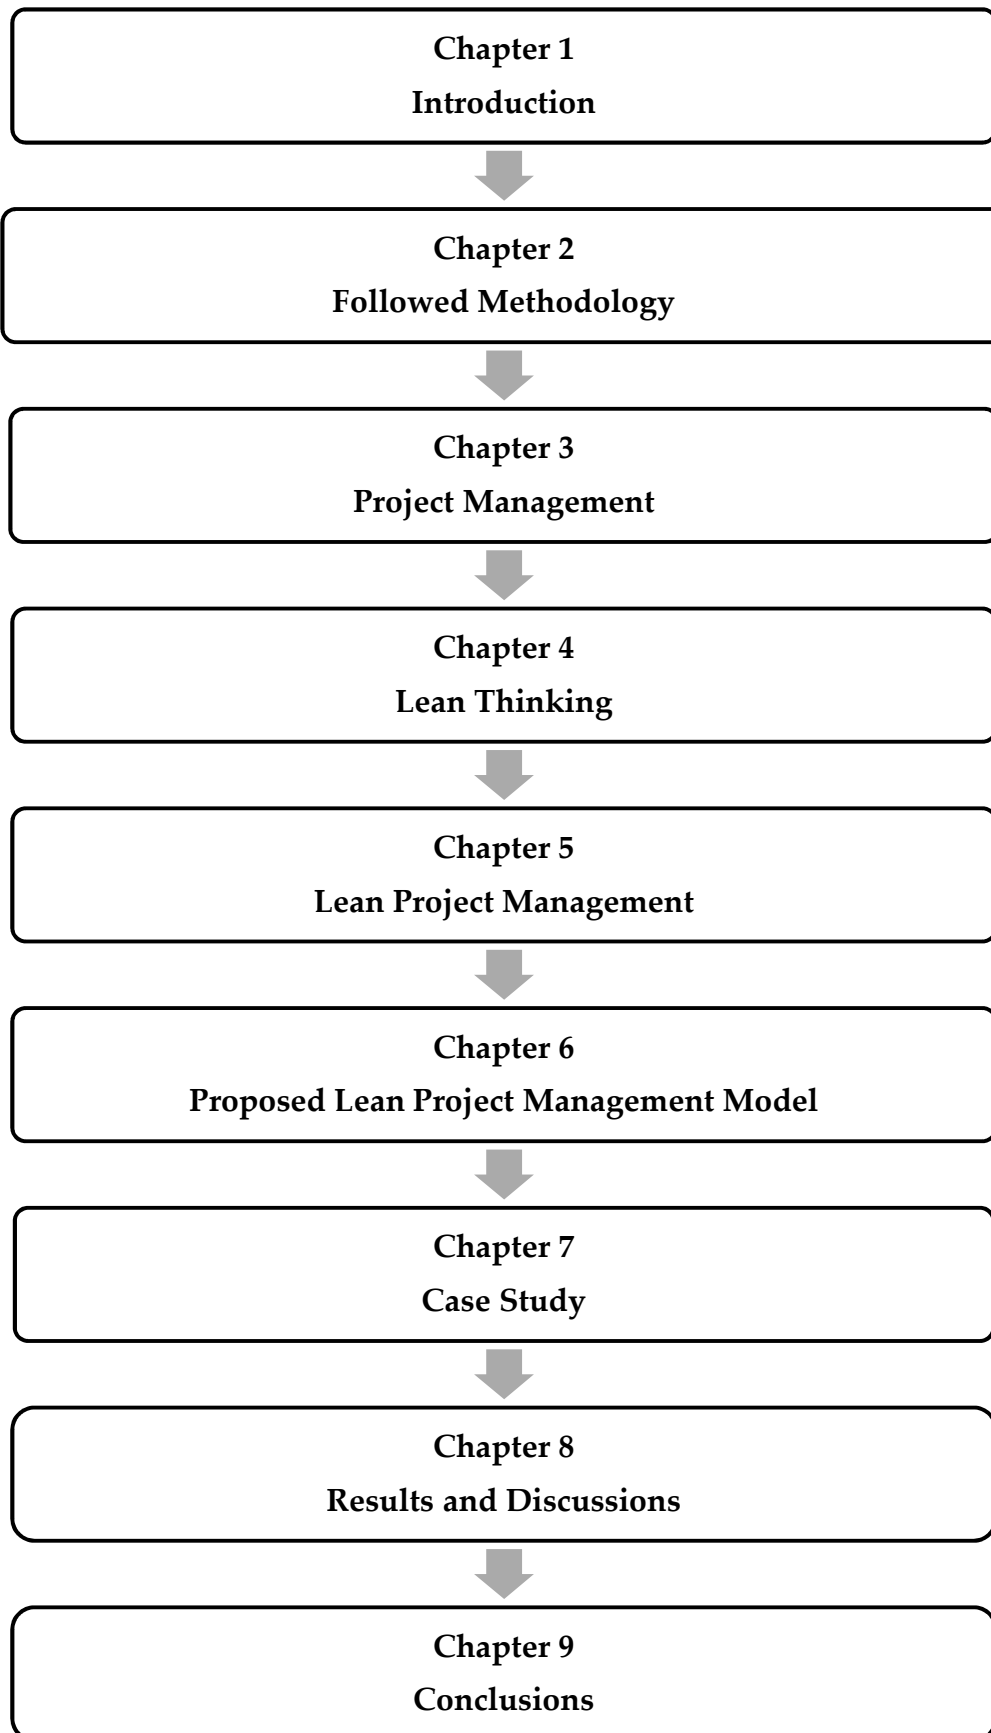 Chapter 1
Introduction
Chapter 2
Followed Methodology
Chapter 3
Project Management
Chapter 4
Lean Thinking
Chapter 5
Lean Project Management
Chapter 6
Proposed Lean Project Management Model
Chapter 7
Case Study
Chapter 8
Results and Discussions
Chapter 9
Conclusions